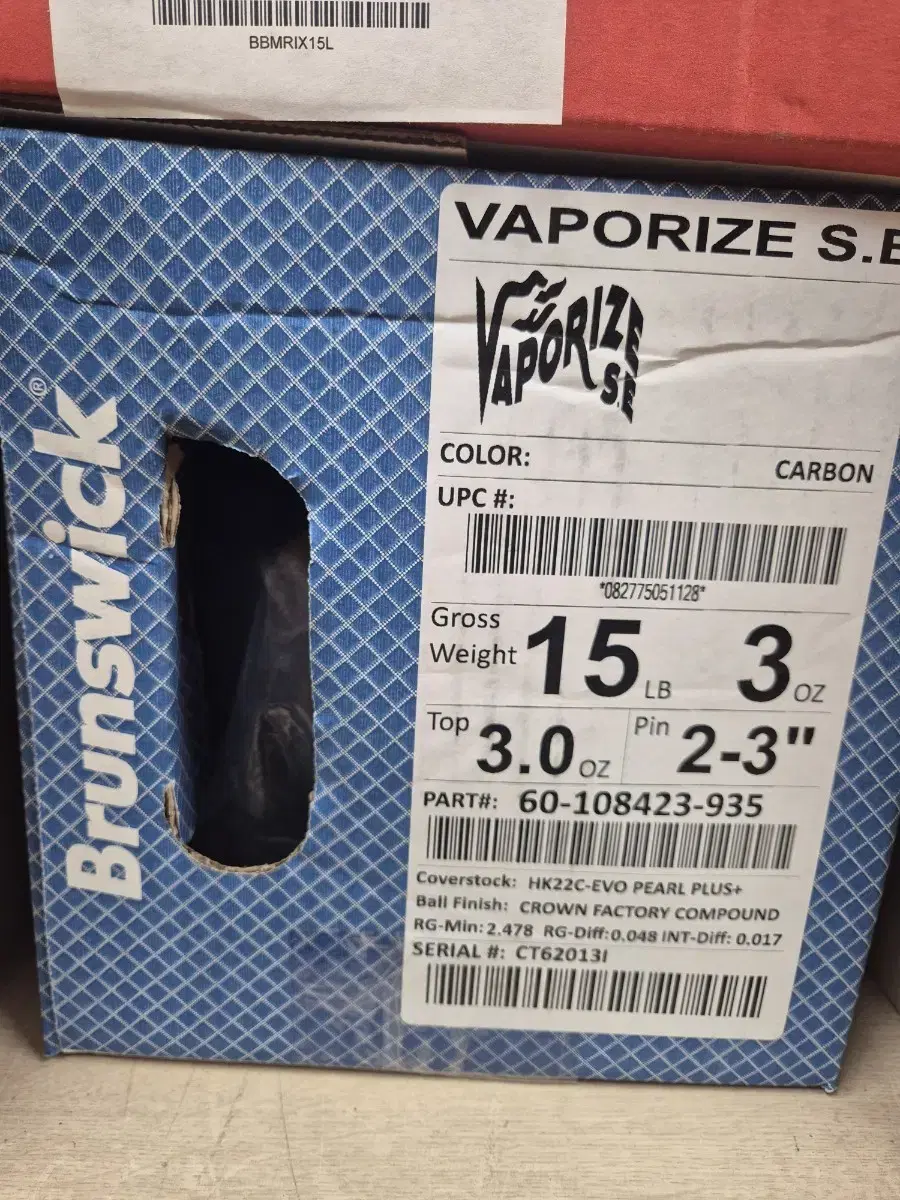 BBMRIX15L
Brunswick®
VAPORIZE S.E
VAPORIZE
S.E
COLOR: CARBON
UPC #:
*082775051128*
Gross Weight 15 LB 3 OZ
Top 3.0 OZ Pin 2-3"
PART#: 60-108423-935
Coverstock: HK22C-EVO PEARL PLUS+
Ball Finish: CROWN FACTORY COMPOUND
RG-Min: 2.478 RG-Diff: 0.048 INT-Diff: 0.017
SERIAL #: CT62013I